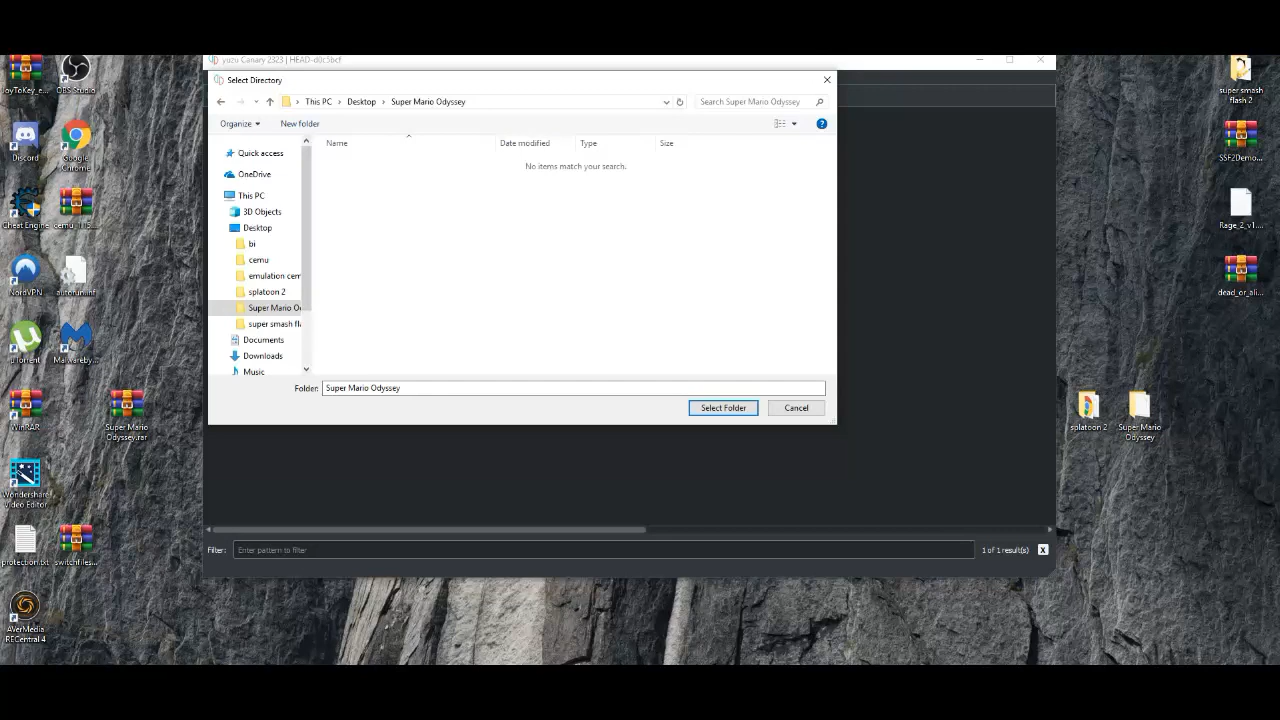 yuzu Canary 2323 | HEAD-d0c5bcf
Select Directory
This PC > Desktop > Super Mario Odyssey
Search Super Mario Odyssey
Organize
New folder
Name
Date modified
Type
Size
No items match your search.
Quick access
OneDrive
This PC
3D Objects
Desktop
bi
cemu
emulation cem
splatoon 2
Super Mario O
super smash fl
Documents
Downloads
Music
Folder:
Super Mario Odyssey
Select Folder
Cancel
Filter:
Enter pattern to filter
1 of 1 result(s)
X
JoyToKey_e...
OBS Studio
Discord
Google
Chrome
Cheat Engine
cemu_1.15...
NordVPN
autorun.inf
uTorrent
Malwareby...
WinRAR
Super Mario
Odyssey.rar
Wondershare
Video Editor
protection.txt
switchfiles...
AVerMedia
RECentral 4
super smash
flash 2
SSF2Demo...
Rage_2_v1....
dead_or_ali...
splatoon 2
Super Mario
Odyssey